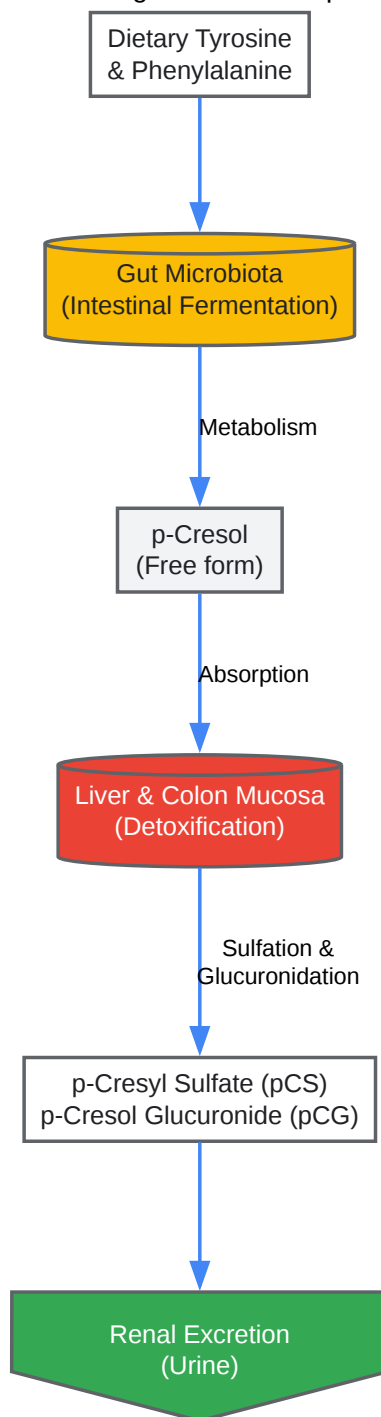 Dietary Tyrosine
& Phenylalanine
Gut Microbiota
(Intestinal Fermentation)
Metabolism
p-Cresol
(Free form)
Absorption
Liver & Colon Mucosa
(Detoxification)
Sulfation &
Glucuronidation
p-Cresyl Sulfate (pCS)
p-Cresol Glucuronide (pCG)
Renal Excretion
(Urine)